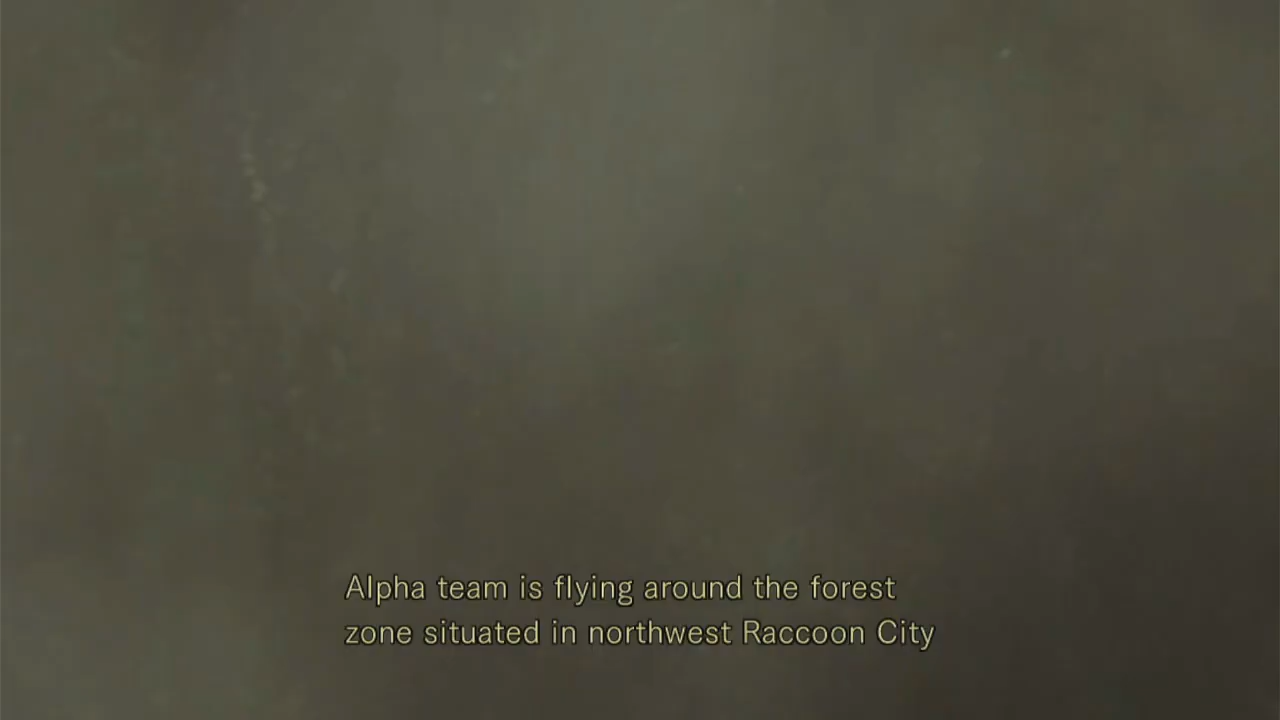 Alpha team is flying around the forest
zone situated in northwest Raccoon City